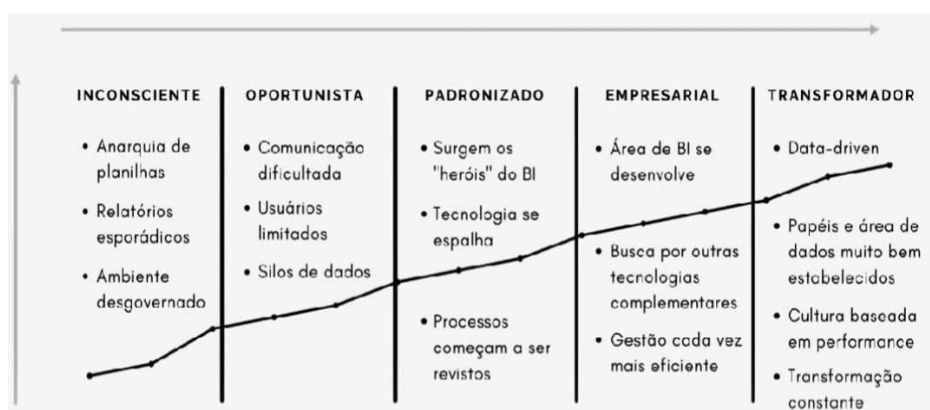 INCONSCIENTE
• Anarquia de
planilhas
• Relatórios
esporádicos
• Ambiente
desgovernado
OPORTUNISTA
• Comunicação
dificultada
• Usuários
limitados
• Silos de dados
PADRONIZADO
• Surgem os
"heróis" do BI
• Tecnologia se
espalha
• Processos
começam a ser
revistos
EMPRESARIAL
• Área de BI se
desenvolve
• Busca por outras
tecnologias
complementares
• Gestão cada vez
mais eficiente
TRANSFORMADOR
• Data-driven
• Papéis e área de
dados muito bem
estabelecidos
• Cultura baseada
em performance
• Transformação
constante